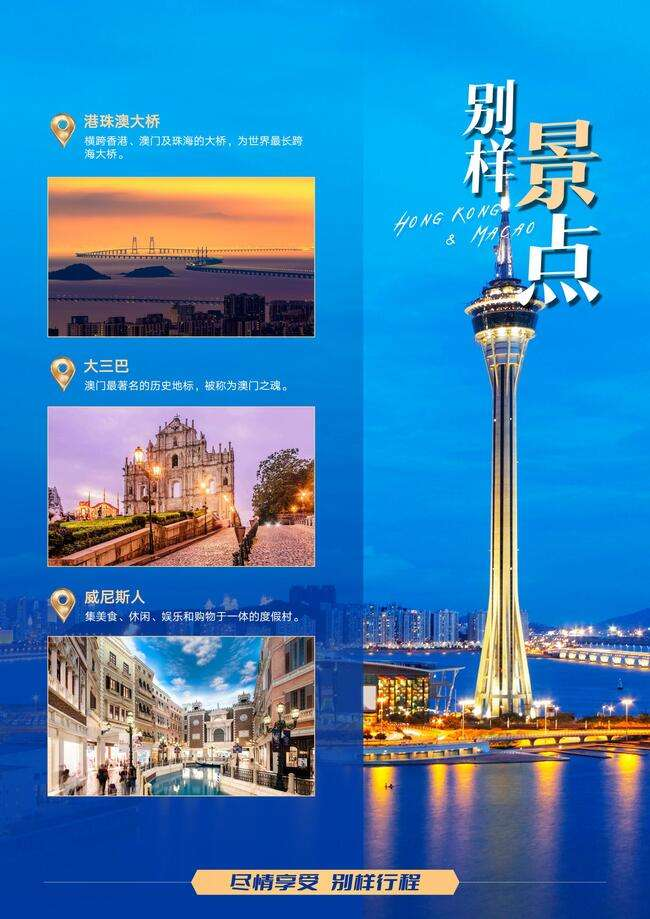 别样
景点
HONG KONG
& MACAO
港珠澳大桥
横跨香港、澳门及珠海的大桥，为世界最长跨
海大桥。
大三巴
澳门最著名的历史地标，被称为澳门之魂。
威尼斯人
集美食、休闲、娱乐和购物于一体的度假村。
尽情享受 别样行程